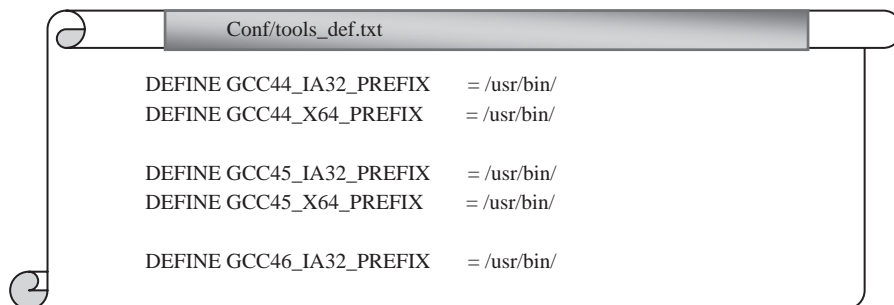 Conf/tools_def.txt
DEFINE GCC44_IA32_PREFIX = /usr/bin/
DEFINE GCC44_X64_PREFIX = /usr/bin/
DEFINE GCC45_IA32_PREFIX = /usr/bin/
DEFINE GCC45_X64_PREFIX = /usr/bin/
DEFINE GCC46_IA32_PREFIX = /usr/bin/